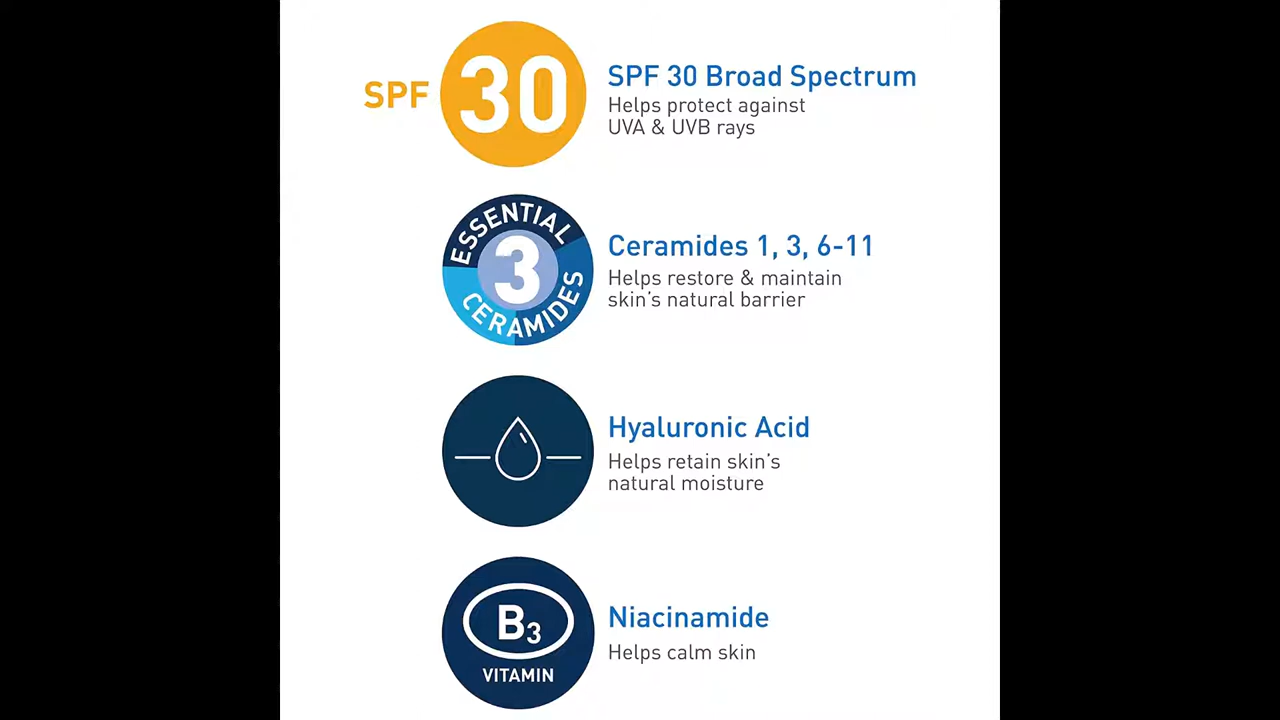 SPF 30
SPF 30 Broad Spectrum
Helps protect against
UVA & UVB rays
ESSENTIAL
3
CERAMIDES
Ceramides 1, 3, 6-11
Helps restore & maintain
skin's natural barrier
Hyaluronic Acid
Helps retain skin's
natural moisture
B3
VITAMIN
Niacinamide
Helps calm skin